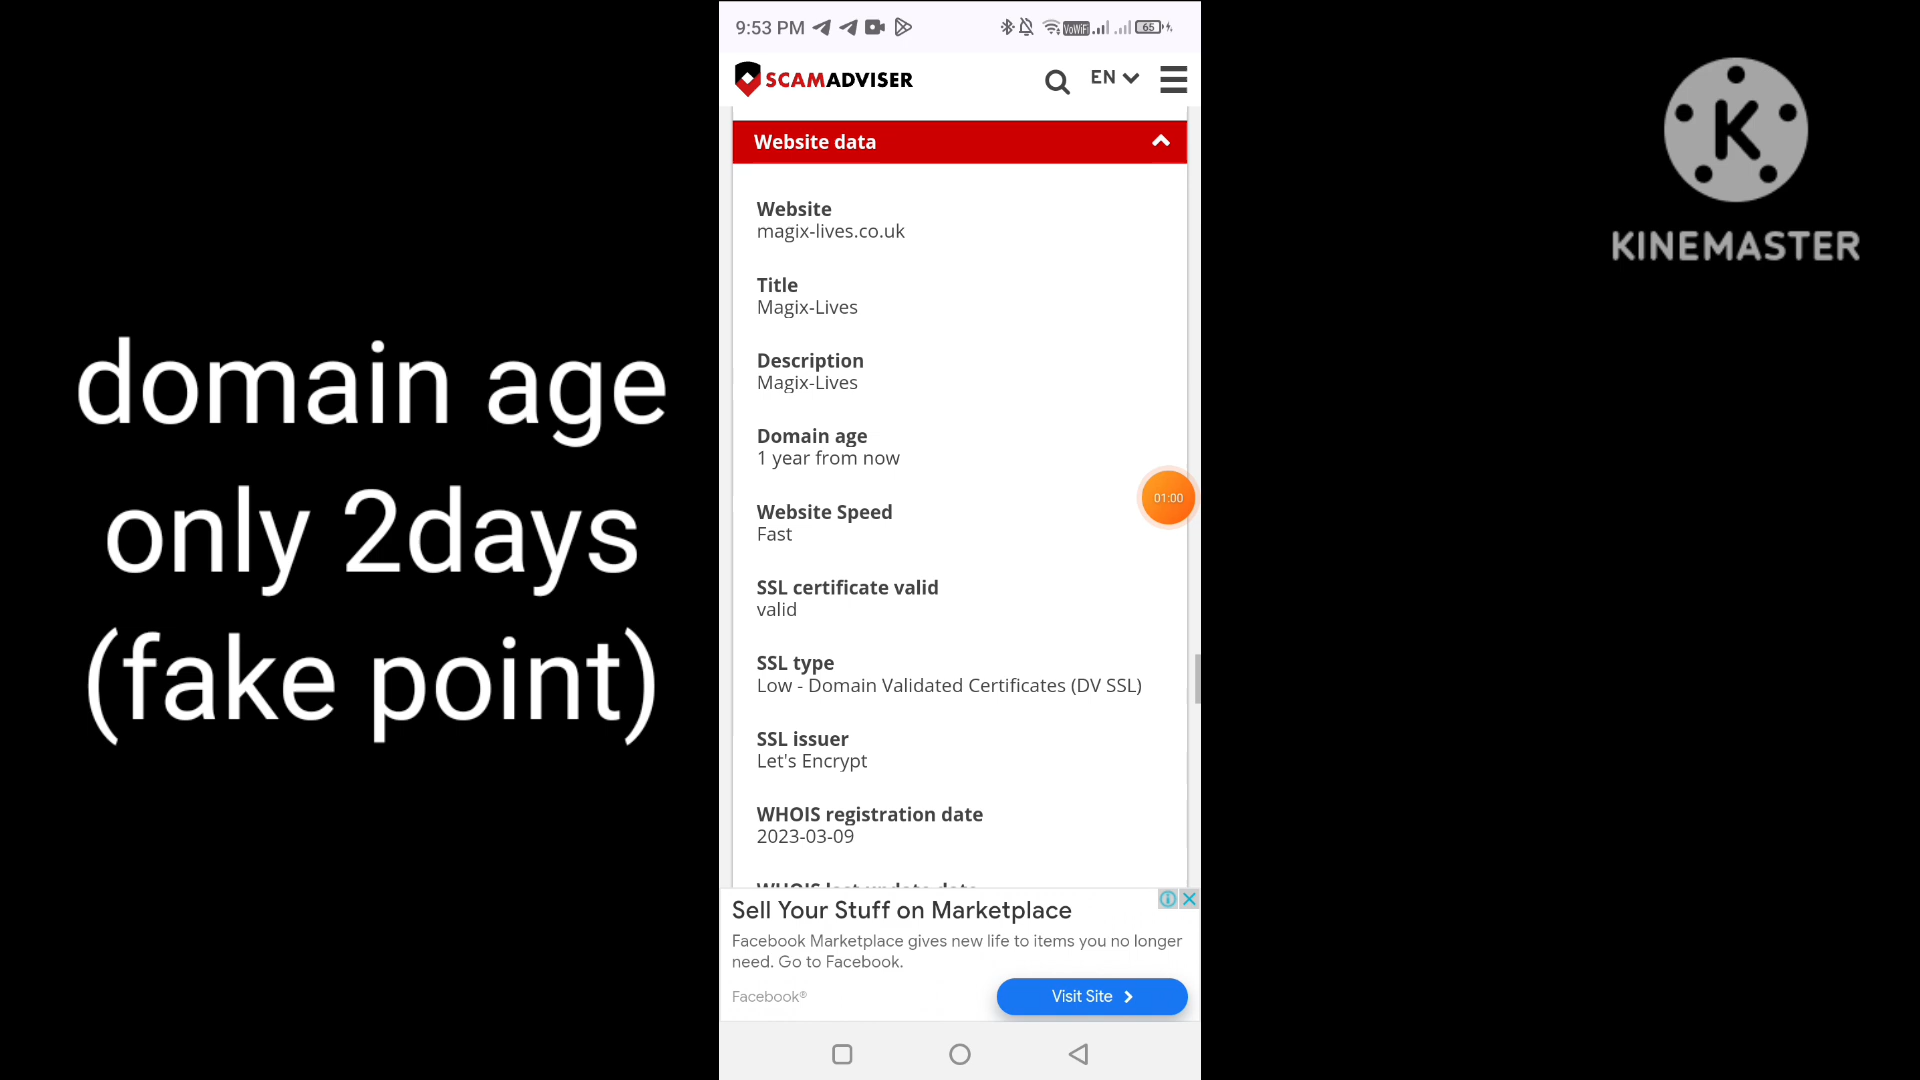 9:53 PM
VoWiFi
65
SCAMADVISER
EN
Website data
Website
magix-lives.co.uk
Title
Magix-Lives
Description
Magix-Lives
Domain age
1 year from now
Website Speed
Fast
SSL certificate valid
valid
SSL type
Low - Domain Validated Certificates (DV SSL)
SSL issuer
Let's Encrypt
WHOIS registration date
2023-03-09
01:00
Sell Your Stuff on Marketplace
Facebook Marketplace gives new life to items you no longer
need. Go to Facebook.
Facebook®
Visit Site
domain age
only 2days
(fake point)
K
KINEMASTER